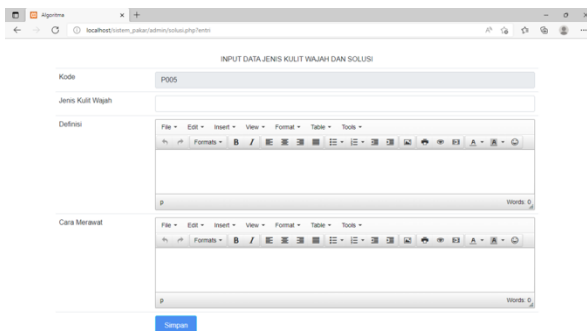 Algoritma
localhost/sistem_pakac/admin/solusi.php?entri
INPUT DATA JENIS KULIT WAJAH DAN SOLUSI
Kode
P005
Jenis Kulit Wajah
Definisi
File Edit Insert View Format Table Tools
Formats B I A A
p
Words: 0
Cara Merawat
File Edit Insert View Format Table Tools
Formats B I A A
p
Words: 0
Simpan